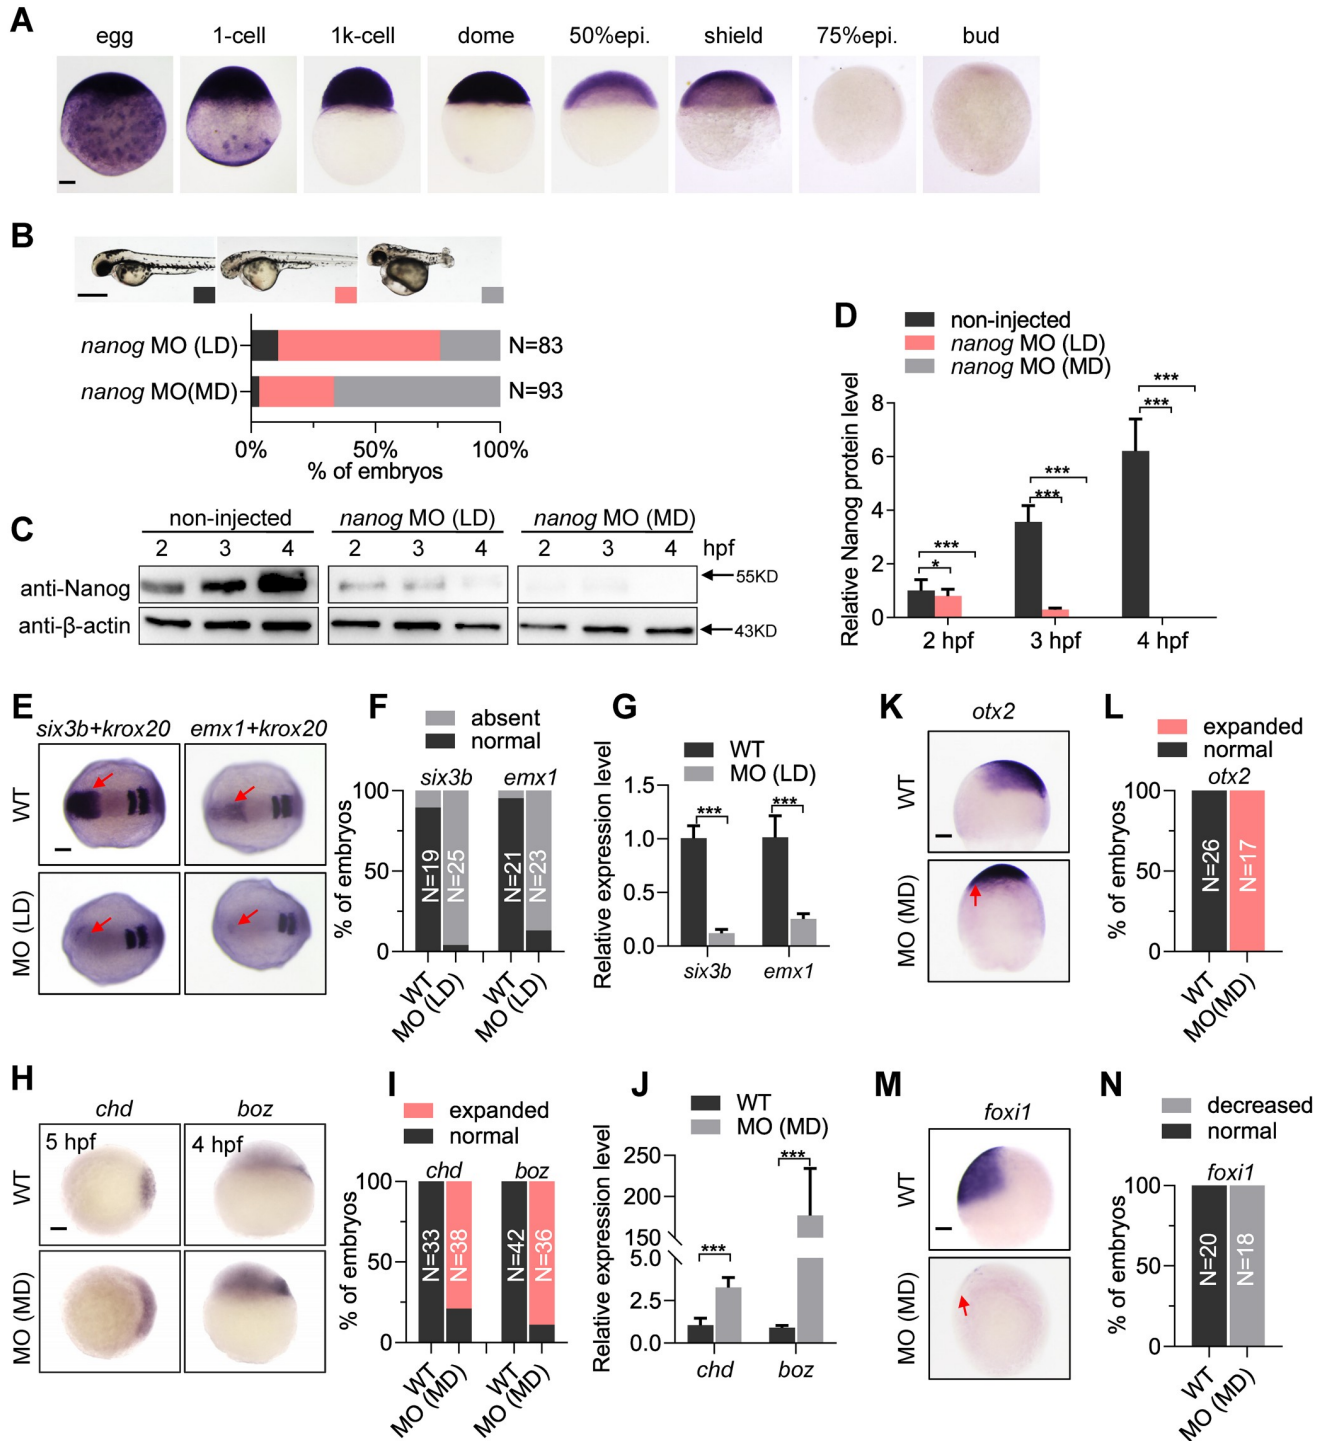 A
egg 1-cell 1k-cell dome 50%epi. shield 75%epi. bud
B
nanog MO (LD) N=83
nanog MO(MD) N=93
0% 50% 100%
% of embryos
C
non-injected nanog MO (LD) nanog MO (MD)
2 3 4 2 3 4 2 3 4 hpf
anti-Nanog 55KD
anti-β-actin 43KD
D
non-injected
nanog MO (LD)
nanog MO (MD)
Relative Nanog protein level
8
6
4
2
0
*** *
*** ***
*** ***
2 hpf 3 hpf 4 hpf
E
six3b+krox20 emx1+krox20
WT
MO (LD)
F
absent
normal
six3b emx1
% of embryos
100
50
0
N=19 N=25 N=21 N=23
WT MO (LD) WT MO (LD)
G
WT
MO (LD)
Relative expression level
1.5
1.0
0.5
0.0
*** ***
six3b emx1
H
chd boz
5 hpf 4 hpf
WT
MO (MD)
I
expanded
normal
chd boz
% of embryos
100
50
0
N=33 N=38 N=42 N=36
WT MO (MD) WT MO (MD)
J
WT
MO (MD)
Relative expression level
250
200
150
5.0
2.5
0.0
*** ***
chd boz
K
otx2
WT
MO (MD)
L
expanded
normal
otx2
% of embryos
100
50
0
N=26 N=17
WT MO(MD)
M
foxi1
WT
MO (MD)
N
decreased
normal
foxi1
% of embryos
100
50
0
N=20 N=18
WT MO (MD)